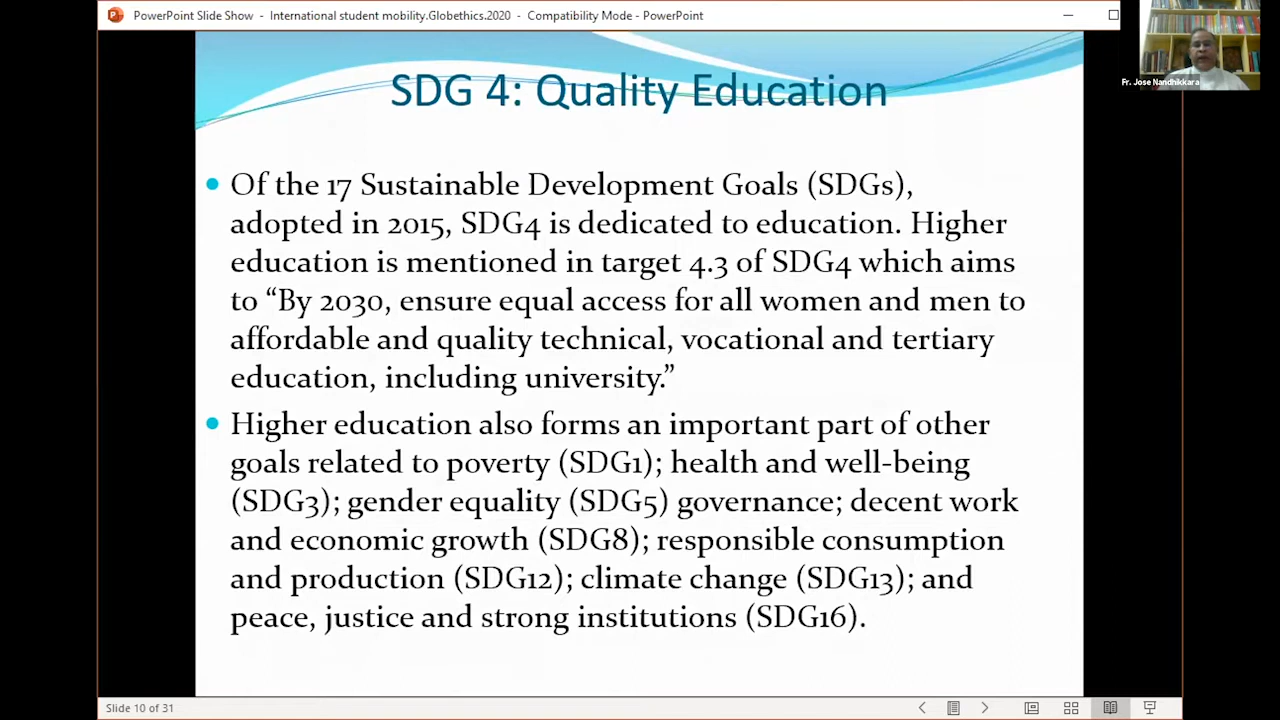 PowerPoint Slide Show - International student mobility.Globethics.2020 - Compatibility Mode - PowerPoint
Fr. Jose Nandhikkara
SDG 4: Quality Education
Of the 17 Sustainable Development Goals (SDGs),
adopted in 2015, SDG4 is dedicated to education. Higher
education is mentioned in target 4.3 of SDG4 which aims
to “By 2030, ensure equal access for all women and men to
affordable and quality technical, vocational and tertiary
education, including university.”
Higher education also forms an important part of other
goals related to poverty (SDG1); health and well-being
(SDG3); gender equality (SDG5) governance; decent work
and economic growth (SDG8); responsible consumption
and production (SDG12); climate change (SDG13); and
peace, justice and strong institutions (SDG16).
Slide 10 of 31